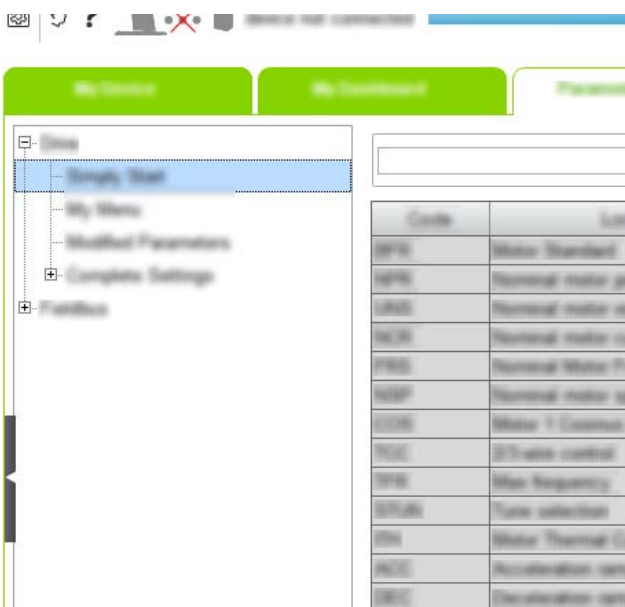 ?
device not connected
My Device
My Dashboard
Drive
Simply Start
My Menu
Modified Parameters
Complete Settings
Fieldbus
Code
BFR
Motor Standard
NPR
Nominal motor
UNS
Nominal motor
NCR
Nominal motor
FRS
Nominal Motor
NSP
Nominal motor
COS
Motor 1 Cosinus
TCC
2/3-wire control
TFR
Max frequency
STUN
Tune selection
ITH
Motor Thermal
ACC
Acceleration
DEC
Deceleration